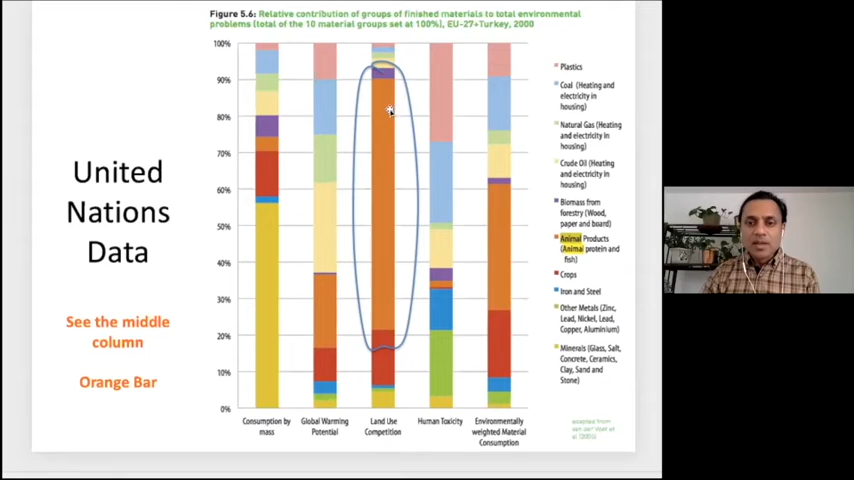 Figure 5.6: Relative contribution of groups of finished materials to total environmental
problems (total of the 10 material groups set at 100%), EU-27+Turkey, 2000
United
Nations
Data
See the middle
column
Orange Bar
100%
90%
80%
70%
60%
50%
40%
30%
20%
10%
0%
Consumption by
mass
Global Warming
Potential
Land Use
Competition
Human Toxicity
Environmentally
weighted Material
Consumption
Plastics
Coal (Heating and
electricity in
housing)
Natural Gas (Heating
and electricity in
housing)
Crude Oil (Heating
and electricity in
housing)
Biomass from
forestry (Wood,
paper and board)
Animal Products
(Animal protein and
fish)
Crops
Iron and Steel
Other Metals (Zinc,
Lead, Nickel, Lead,
Copper, Aluminium)
Minerals (Glass, Salt,
Concrete, Ceramics,
Clay, Sand and
Stone)
adapted from
van der Voet et